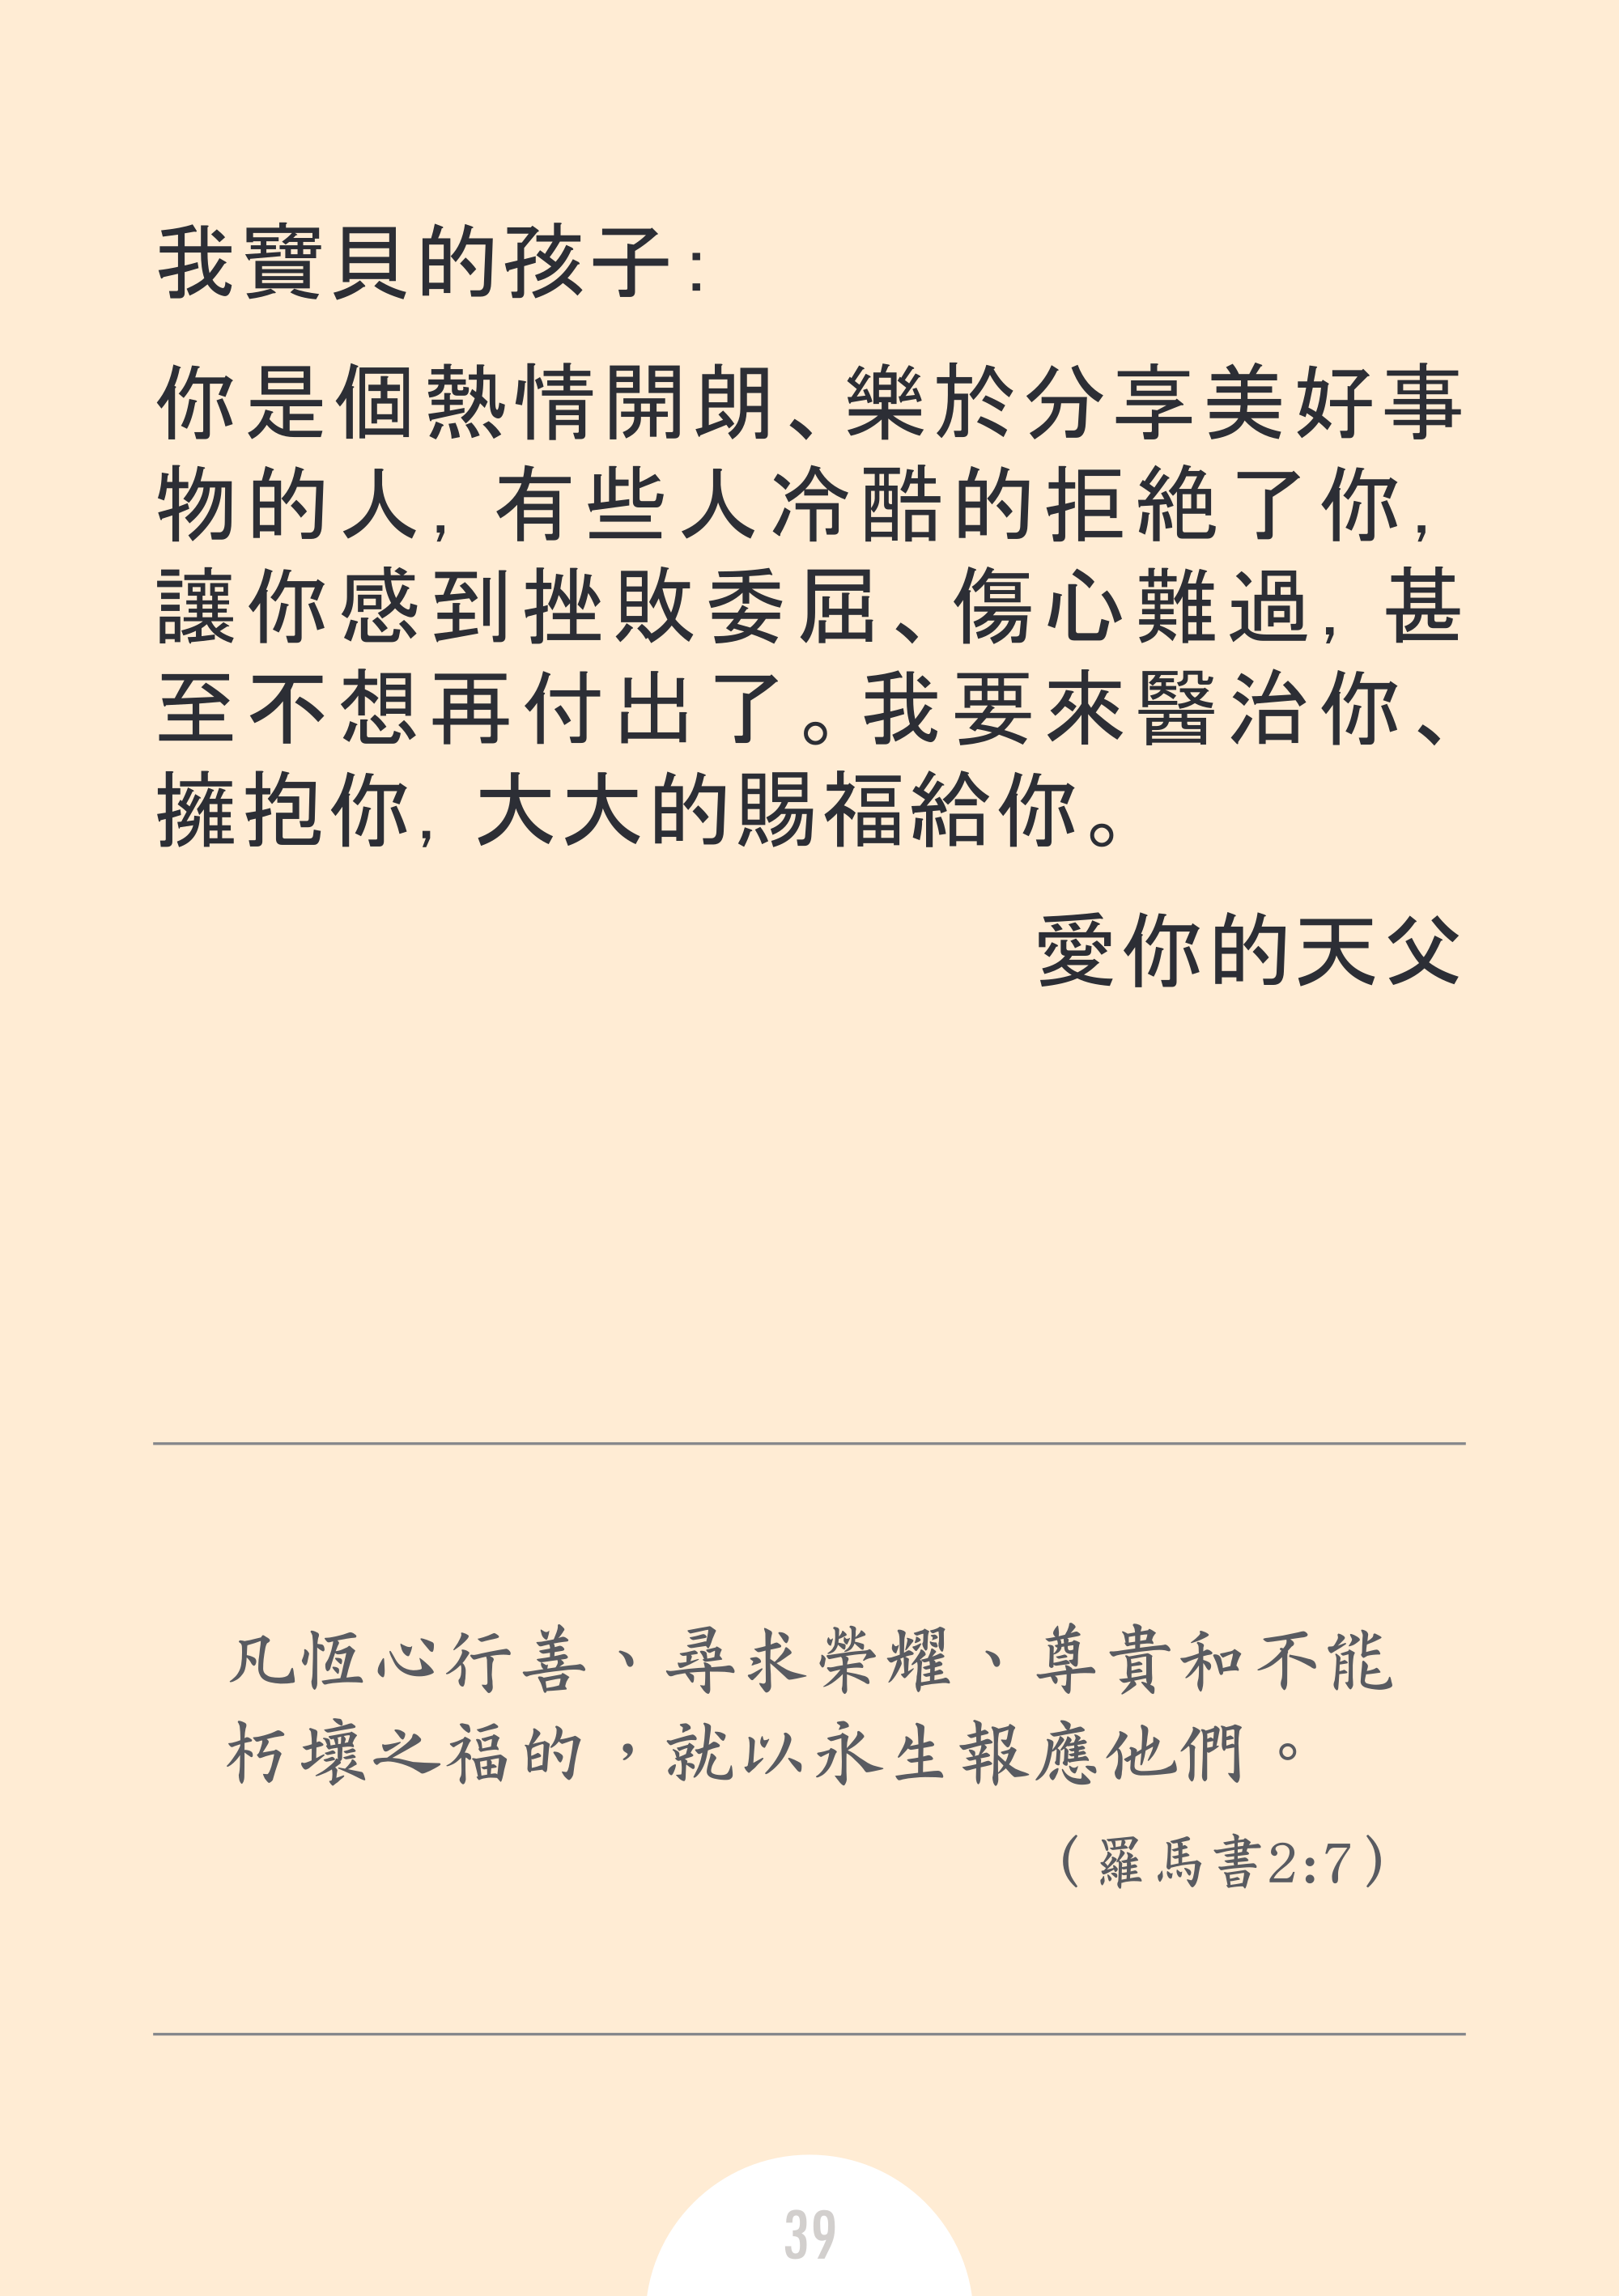 我寶貝的孩子:
你是個熱情開朗、樂於分享美好事
物的人, 有些人冷酷的拒絕了你,
讓你感到挫敗委屈、傷心難過, 甚
至不想再付出了。我要來醫治你、
擁抱你, 大大的賜福給你。
愛你的天父
凡恆心行善、尋求榮耀、尊貴和不能
朽壞之福的，就以永生報應他們。
（羅馬書2:7）
39